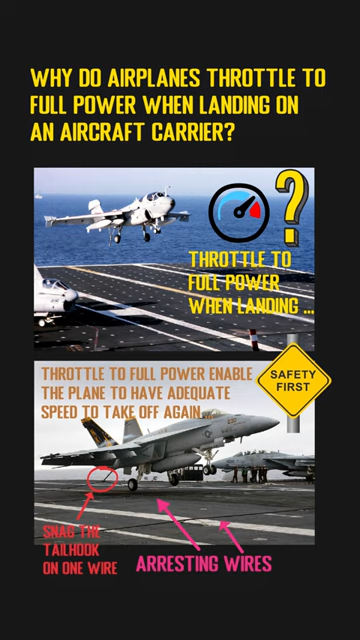 WHY DO AIRPLANES THROTTLE TO
FULL POWER WHEN LANDING ON
AN AIRCRAFT CARRIER?
?
THROTTLE TO
FULL POWER
WHEN LANDING ...
THROTTLE TO FULL POWER ENABLE
THE PLANE TO HAVE ADEQUATE
SPEED TO TAKE OFF AGAIN
SAFETY
FIRST
SNAG THE
TAILHOOK
ON ONE WIRE
ARRESTING WIRES